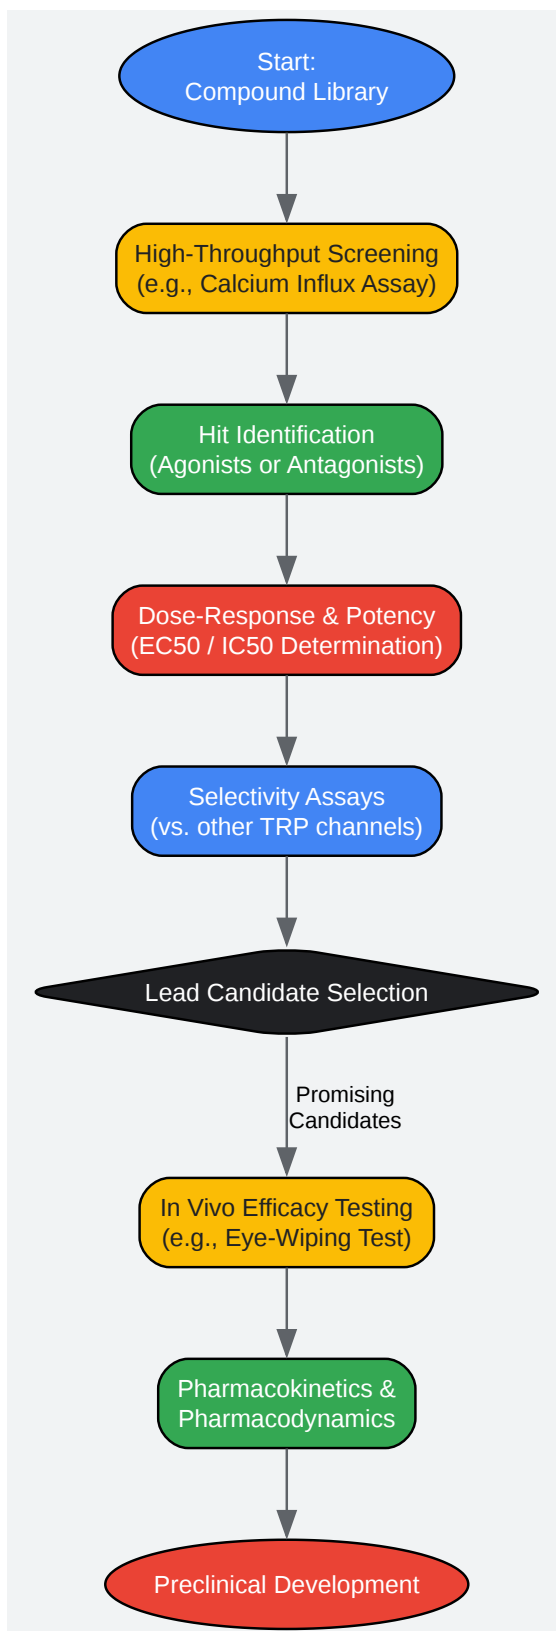 Start:
Compound Library
High-Throughput Screening
(e.g., Calcium Influx Assay)
Hit Identification
(Agonists or Antagonists)
Dose-Response & Potency
(EC50 / IC50 Determination)
Selectivity Assays
(vs. other TRP channels)
Lead Candidate Selection
Promising
Candidates
In Vivo Efficacy Testing
(e.g., Eye-Wiping Test)
Pharmacokinetics &
Pharmacodynamics
Preclinical Development